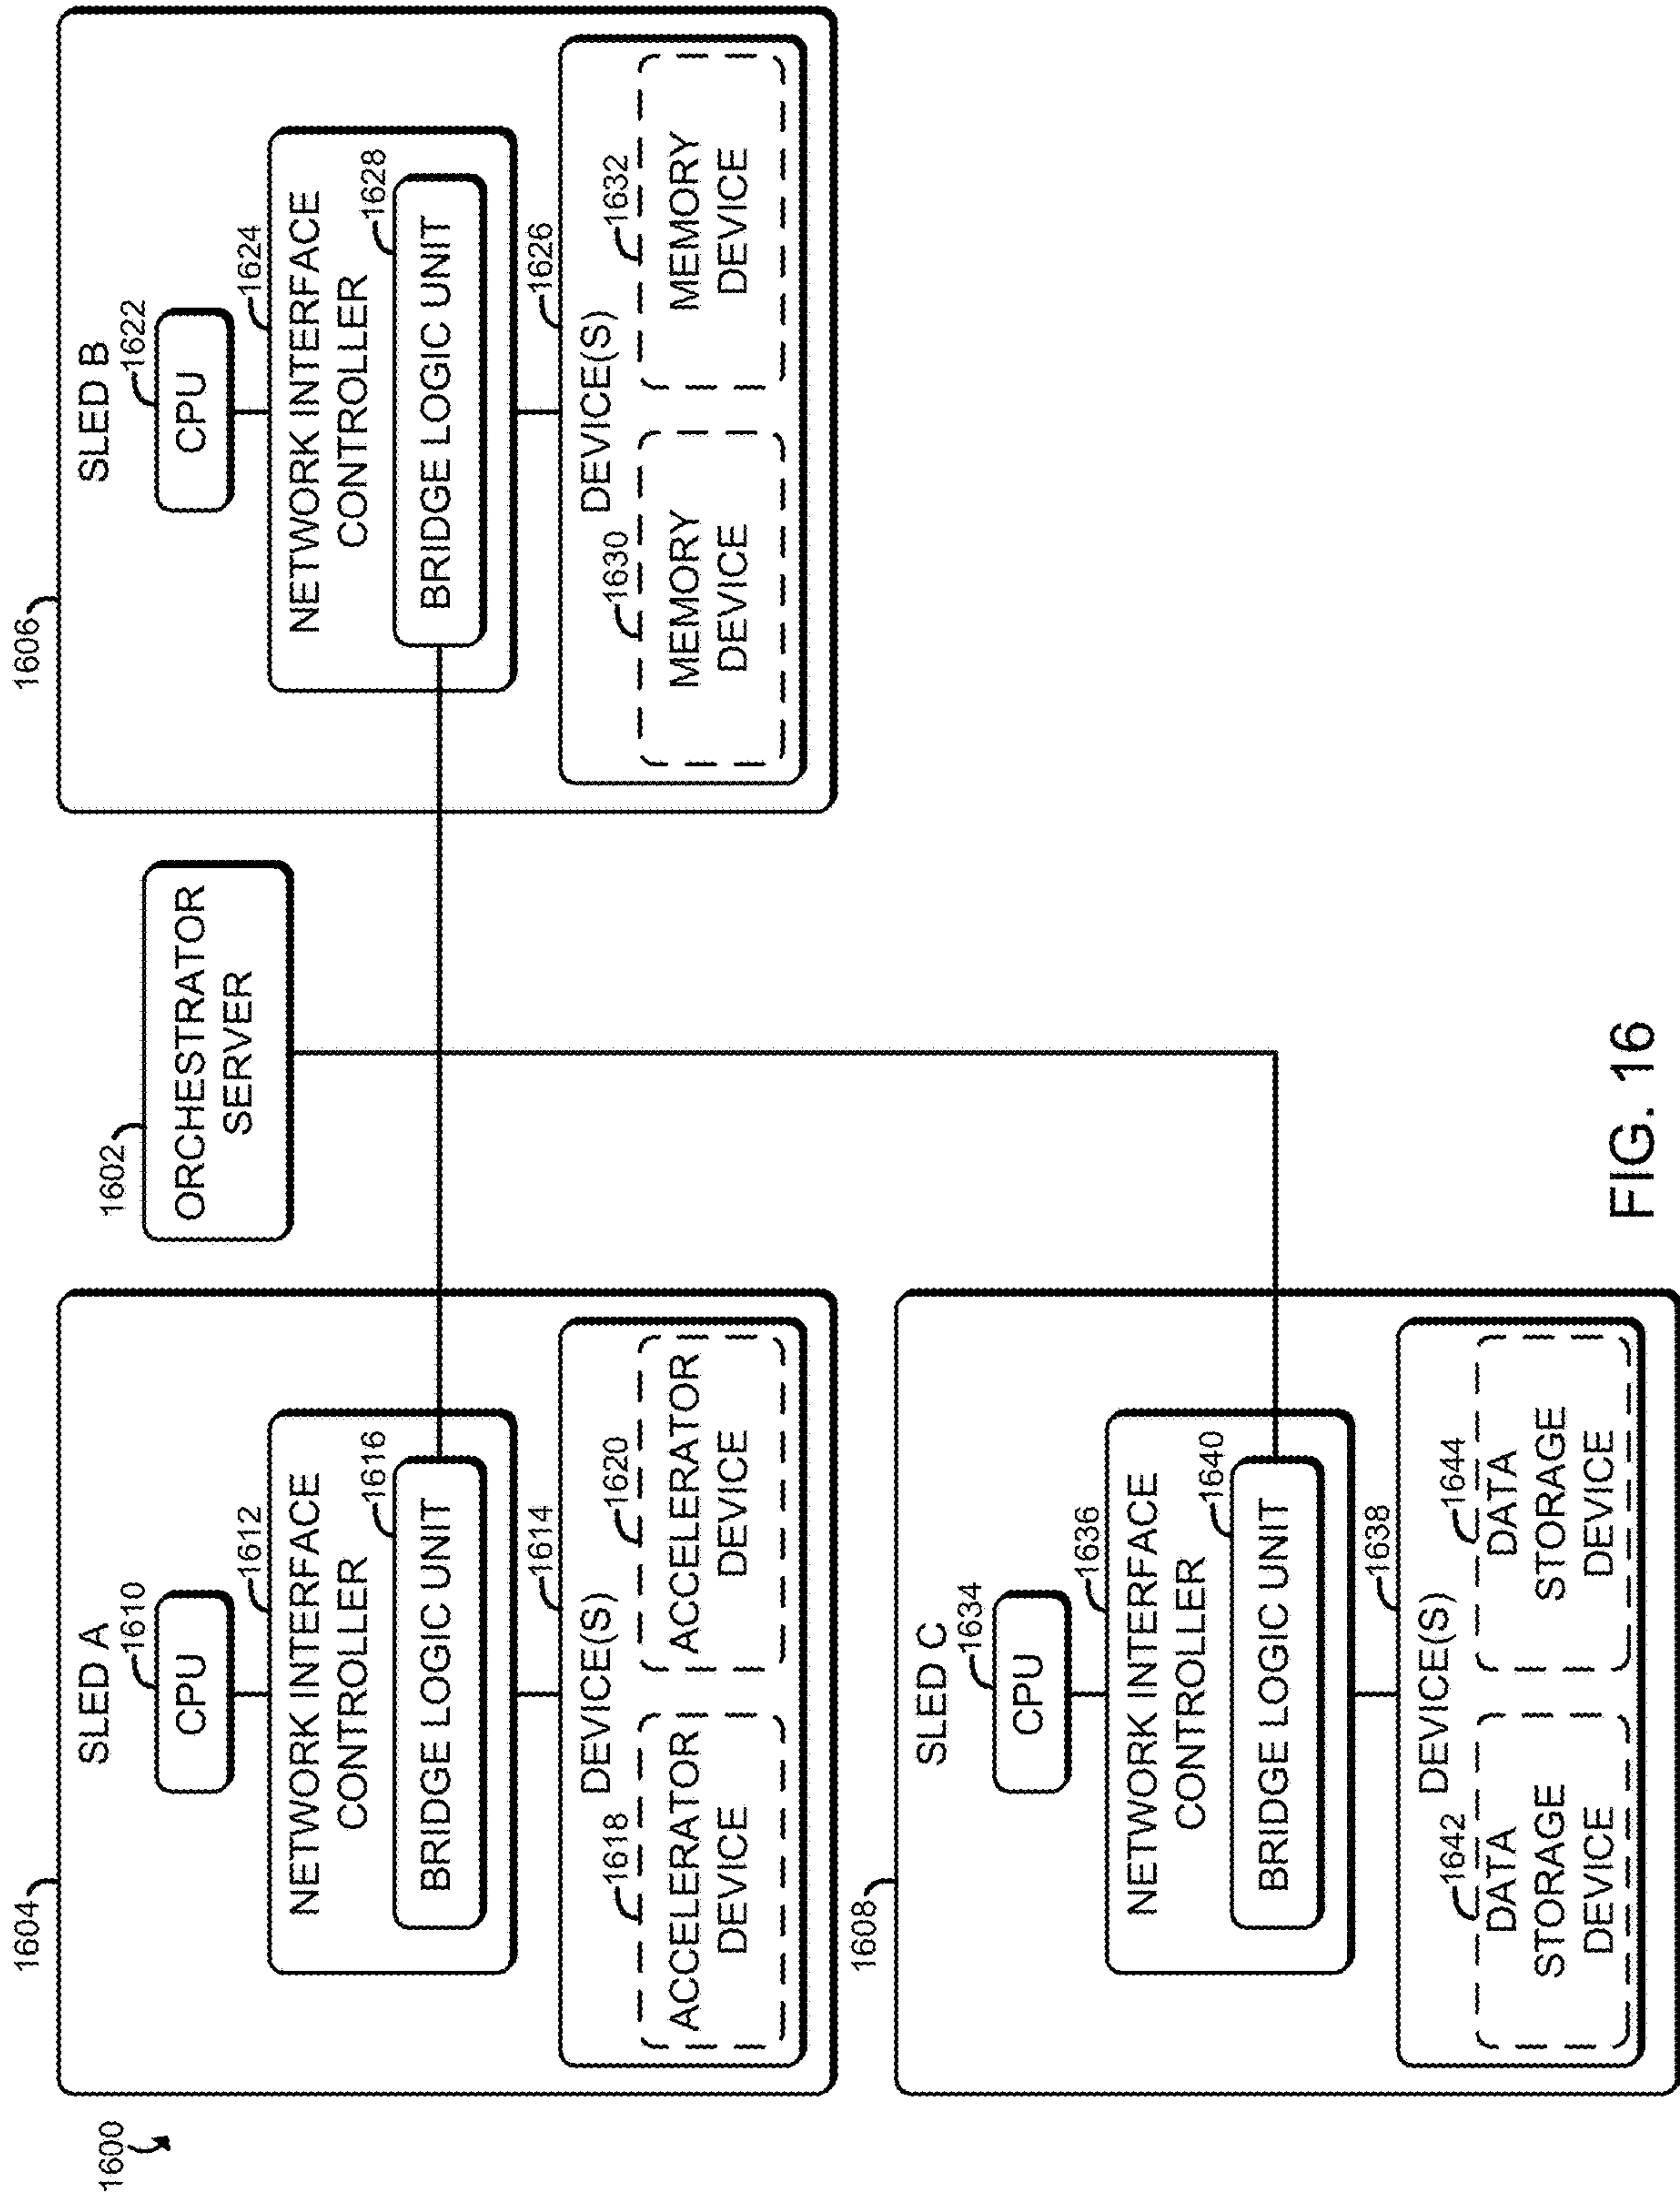 1600
1604
SLED A
1610
CPU
1612
NETWORK INTERFACE
CONTROLLER
1616
BRIDGE LOGIC UNIT
1614
DEVICE(S)
1618
ACCELERATOR
DEVICE
1620
ACCELERATOR
DEVICE
1602
ORCHESTRATOR
SERVER
1606
SLED B
1622
CPU
1624
NETWORK INTERFACE
CONTROLLER
1628
BRIDGE LOGIC UNIT
1626
DEVICE(S)
1630
MEMORY
DEVICE
1632
MEMORY
DEVICE
1608
SLED C
1634
CPU
1636
NETWORK INTERFACE
CONTROLLER
1640
BRIDGE LOGIC UNIT
1638
DEVICE(S)
1642
DATA
STORAGE
DEVICE
1644
DATA
STORAGE
DEVICE
FIG. 16